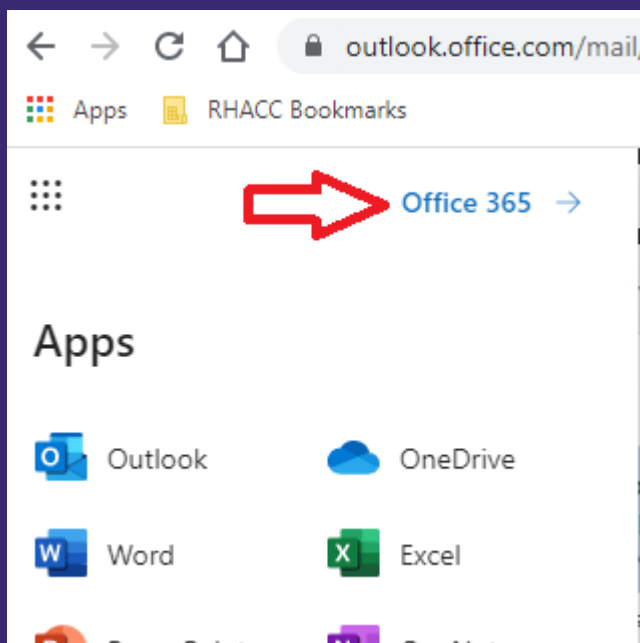 outlook.office.com/mail/
Apps RHACC Bookmarks
Office 365
Apps
Outlook OneDrive
Word Excel